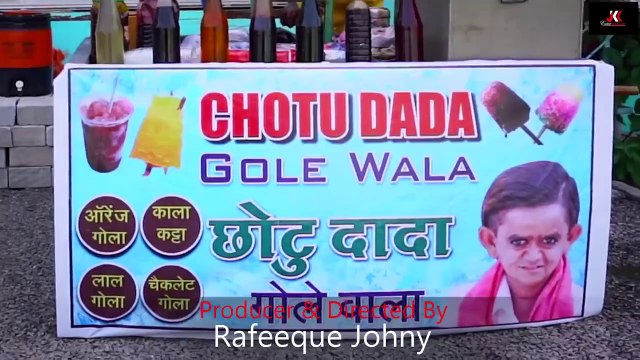 CHOTU DADA
GOLE WALA
छोटु दादा
गोले वाला
ऑरेंज
गोला
काला
कट्टा
लाल
गोला
चैकलेट
गोला
Producer & Directed By
Rafeeque Johny